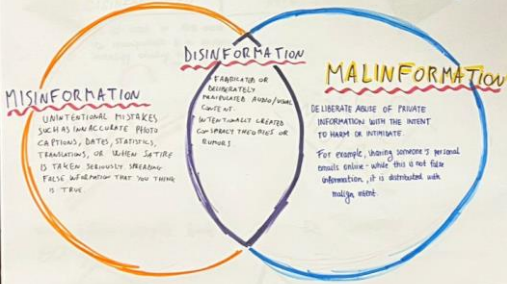 DISINFORMATION
FABRICATED OR
DELIBERATELY
MANIPULATED AUDIO/VISUAL
CONTENT.
INTENTIONALLY CREATED
CONSPIRACY THEORIES OR
RUMORS
MISINFORMATION
UNINTENTIONAL MISTAKES
SUCH AS INNACCURATE PHOTO
CAPTIONS, DATES, STATISTICS,
TRANSLATIONS, OR WHEN SATIRE
IS TAKEN SERIOUSLY SPREADING
FALSE INFORMATION THAT YOU THINK
IS TRUE.
MALINFORMATION
DELIBERATE ABUSE OF PRIVATE
INFORMATION WITH THE INTENT
TO HARM OR INTIMIDATE.
For example, sharing someone's personal
emails online - while this is not false
information, it is distributed with
malign intent.